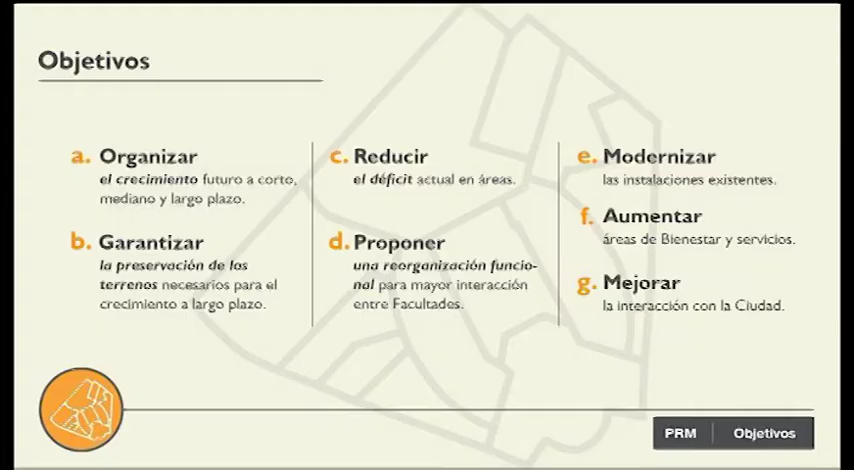 Objetivos
a. Organizar
el crecimiento futuro a corto,
mediano y largo plazo.
b. Garantizar
la preservación de los
terrenos necesarios para el
crecimiento a largo plazo.
c. Reducir
el déficit actual en áreas.
d. Proponer
una reorganización funcio-
nal para mayor interacción
entre Facultades.
e. Modernizar
las instalaciones existentes.
f. Aumentar
áreas de Bienestar y servicios.
g. Mejorar
la interacción con la Ciudad.
PRM Objetivos